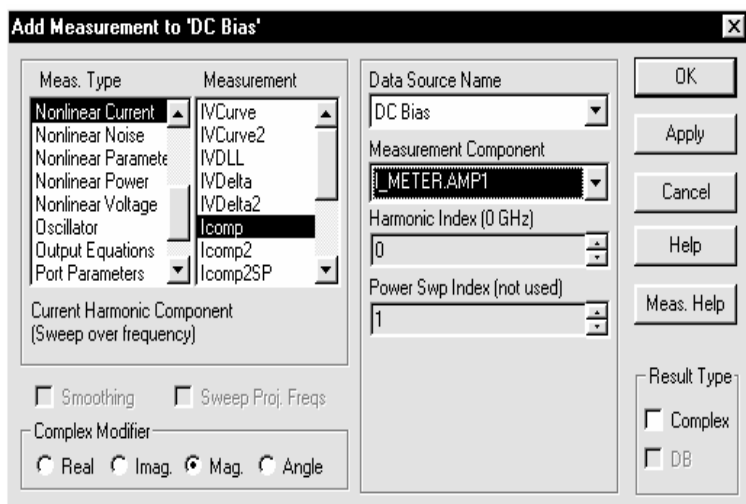 Add Measurement to 'DC Bias'
Meas. Type
Measurement
Nonlinear Current
Nonlinear Noise
Nonlinear Paramete
Nonlinear Power
Nonlinear Voltage
Oscillator
Output Equations
Port Parameters
IVCurve
IVCurve2
IVDLL
IVDelta
IVDelta2
Icomp
Icomp2
Icomp2SP
Current Harmonic Component
(Sweep over frequency)
Smoothing
Sweep Proj. Freqs
Complex Modifier
Real
Imag.
Mag.
Angle
Data Source Name
DC Bias
Measurement Component
I_METER.AMP1
Harmonic Index (0 GHz)
0
Power Swp Index (not used)
1
OK
Apply
Cancel
Help
Meas. Help
Result Type
Complex
DB